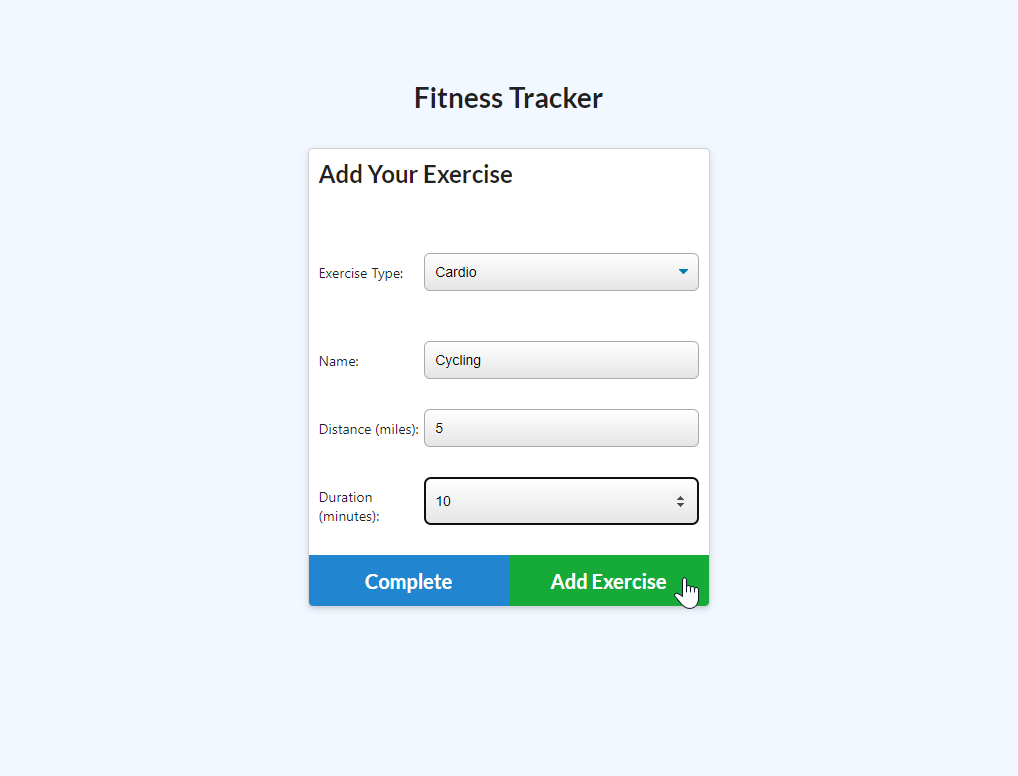 Fitness Tracker
Add Your Exercise
Exercise Type: Cardio
Name: Cycling
Distance (miles): 5
Duration
(minutes): 10
Complete Add Exercise